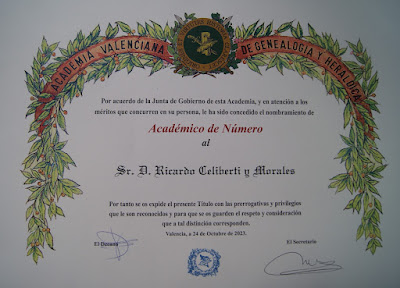 ACADEMIA VALENCIANA DE GENEALOGIA Y HERALDICA
Por acuerdo de la Junta de Gobierno de esta Academia, y en atención a los
méritos que concurren en su persona, le ha sido concedido el nombramiento de
Académico de Número
al
Sr. D. Ricardo Celiberti y Morales
Por tanto se os expide el presente Título con las prerrogativas y privilegios
que le son reconocidos y para que se os guarden el respeto y consideración
que a tal distinción corresponden.
Valencia, a 24 de Octubre de 2023.
El Decano
El Secretario